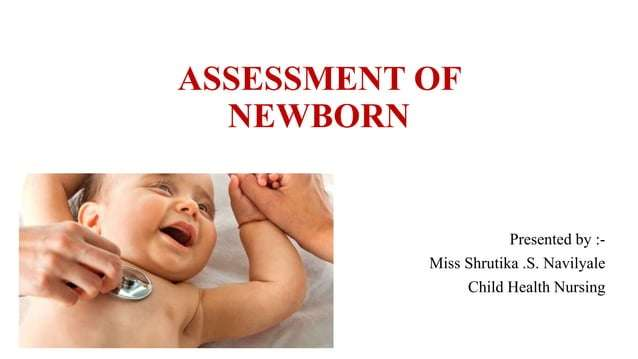 ASSESSMENT OF
NEWBORN
Presented by :-
Miss Shrutika .S. Navilyale
Child Health Nursing